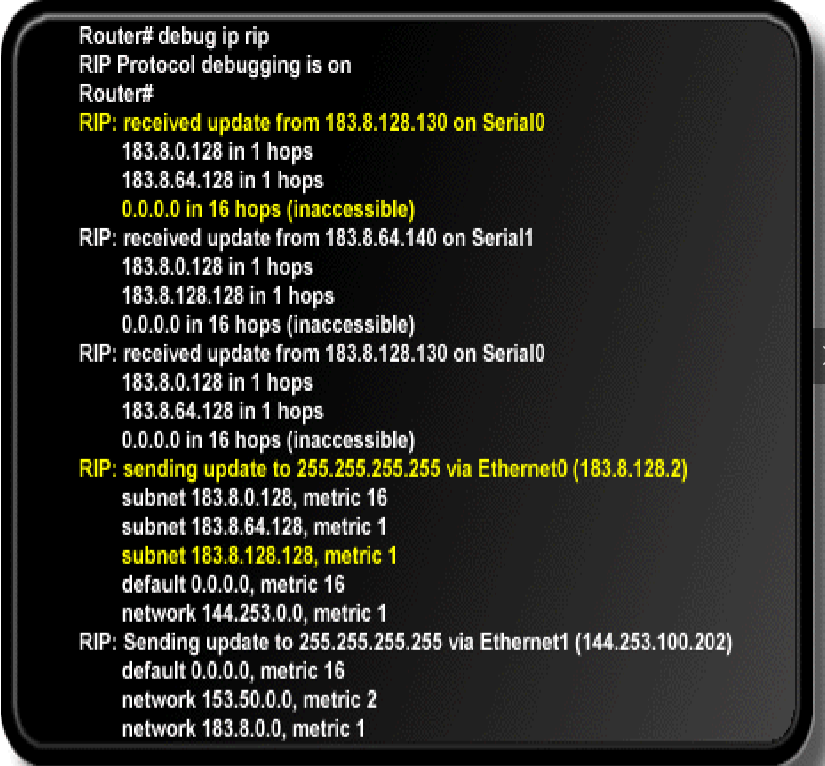 Router# debug ip rip
RIP Protocol debugging is on
Router#
RIP: received update from 183.8.128.130 on Serial0
183.8.0.128 in 1 hops
183.8.64.128 in 1 hops
0.0.0.0 in 16 hops (inaccessible)
RIP: received update from 183.8.64.140 on Serial1
183.8.0.128 in 1 hops
183.8.128.128 in 1 hops
0.0.0.0 in 16 hops (inaccessible)
RIP: received update from 183.8.128.130 on Serial0
183.8.0.128 in 1 hops
183.8.64.128 in 1 hops
0.0.0.0 in 16 hops (inaccessible)
RIP: sending update to 255.255.255.255 via Ethernet0 (183.8.128.2)
subnet 183.8.0.128, metric 16
subnet 183.8.64.128, metric 1
subnet 183.8.128.128, metric 1
default 0.0.0.0, metric 16
network 144.253.0.0, metric 1
RIP: Sending update to 255.255.255.255 via Ethernet1 (144.253.100.202)
default 0.0.0.0, metric 16
network 153.50.0.0, metric 2
network 183.8.0.0, metric 1